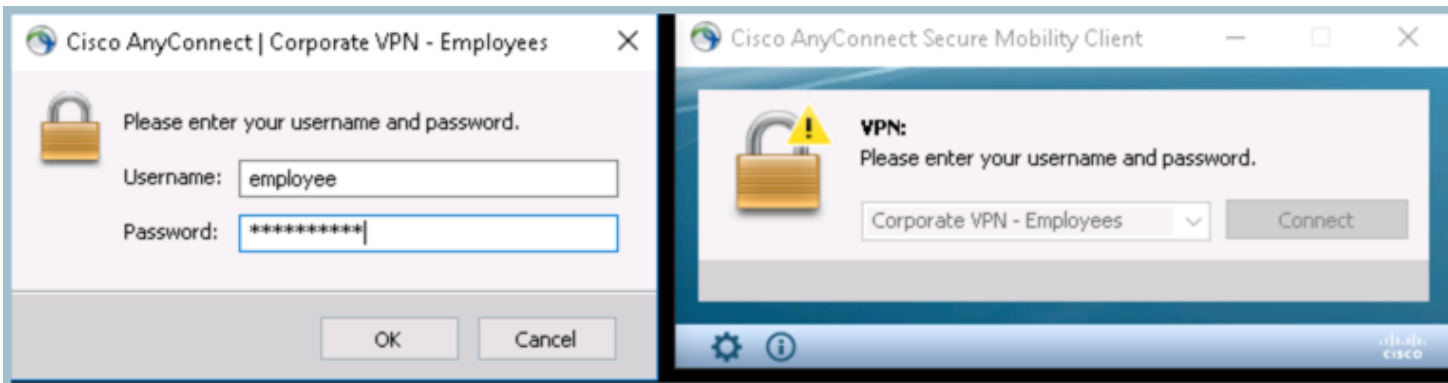 Cisco AnyConnect | Corporate VPN - Employees
Please enter your username and password.
Username: employee
Password: **********
OK Cancel
Cisco AnyConnect Secure Mobility Client
VPN:
Please enter your username and password.
Corporate VPN - Employees Connect
cisco